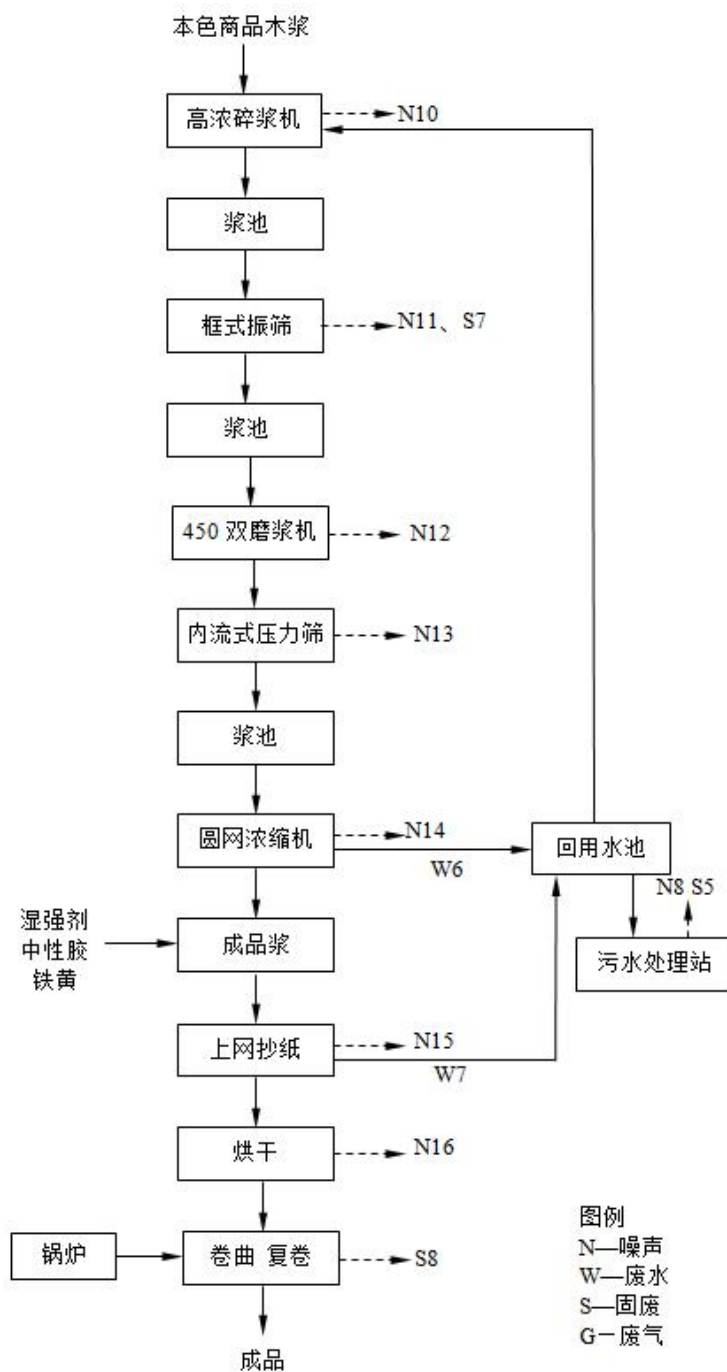 本色商品木浆
高浓碎浆机
N10
浆池
框式振筛
N11、S7
浆池
450双磨浆机
N12
内流式压力筛
N13
浆池
圆网浓缩机
N14
W6
回用水池
N8 S5
污水处理站
湿强剂
中性胶
铁黄
成品浆
上网抄纸
N15
W7
烘干
N16
锅炉
卷曲 复卷
S8
成品
图例
N—噪声
W—废水
S—固废
G－废气